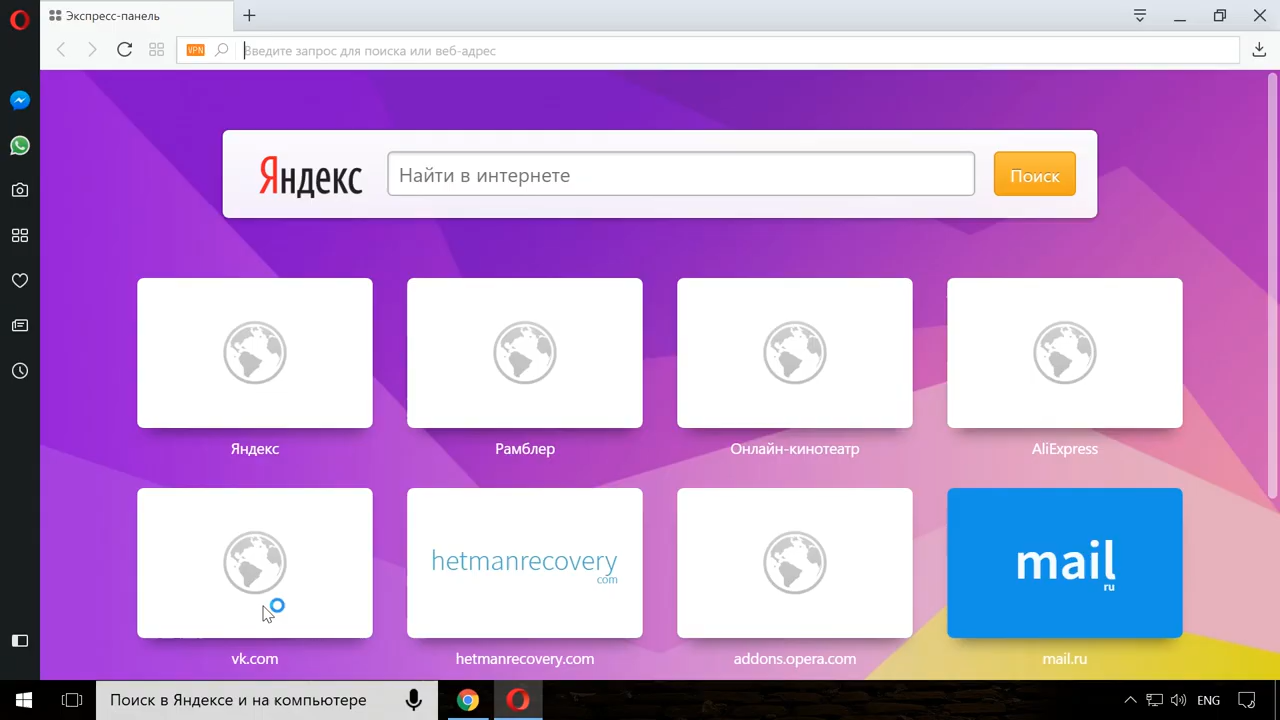 Экспресс-панель
VPN
Введите запрос для поиска или веб-адрес
Яндекс
Найти в интернете
Поиск
Яндекс
Рамблер
Онлайн-кинотеатр
AliExpress
hetmanrecovery
com
mail
ru
vk.com
hetmanrecovery.com
addons.opera.com
mail.ru
Поиск в Яндексе и на компьютере
ENG